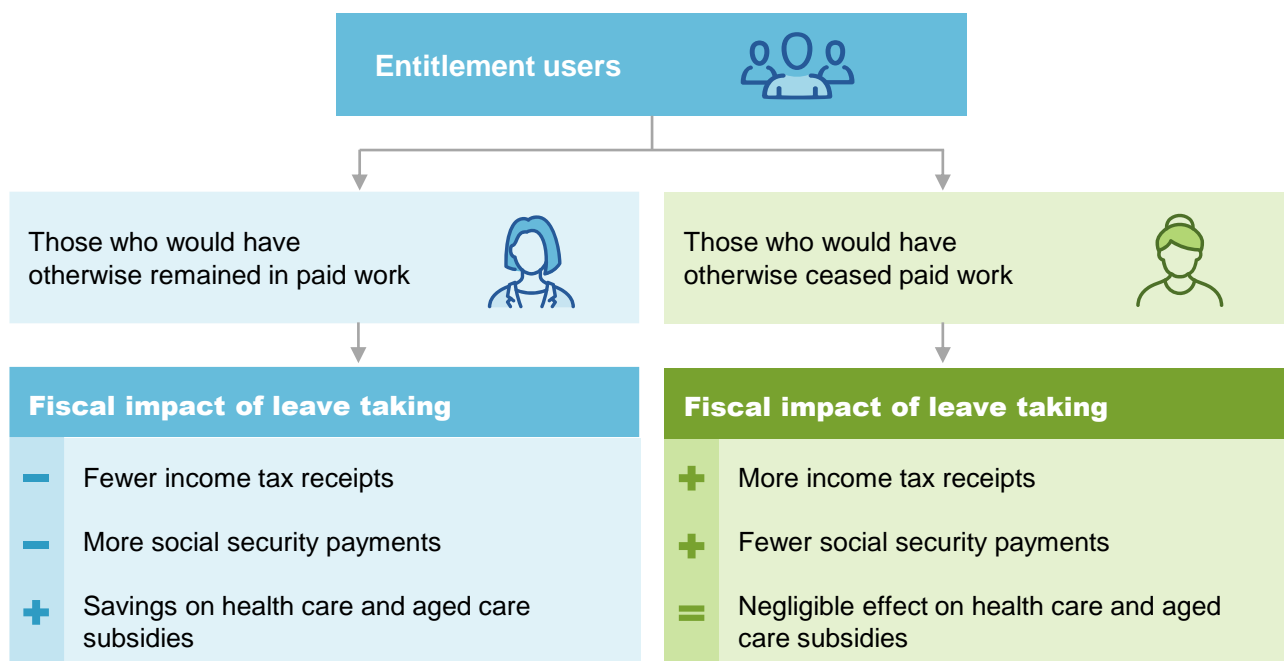 Entitlement users
Those who would have
otherwise remained in paid work
Those who would have
otherwise ceased paid work
Fiscal impact of leave taking
− Fewer income tax receipts
− More social security payments
+ Savings on health care and aged care
subsidies
Fiscal impact of leave taking
+ More income tax receipts
+ Fewer social security payments
= Negligible effect on health care and aged
care subsidies